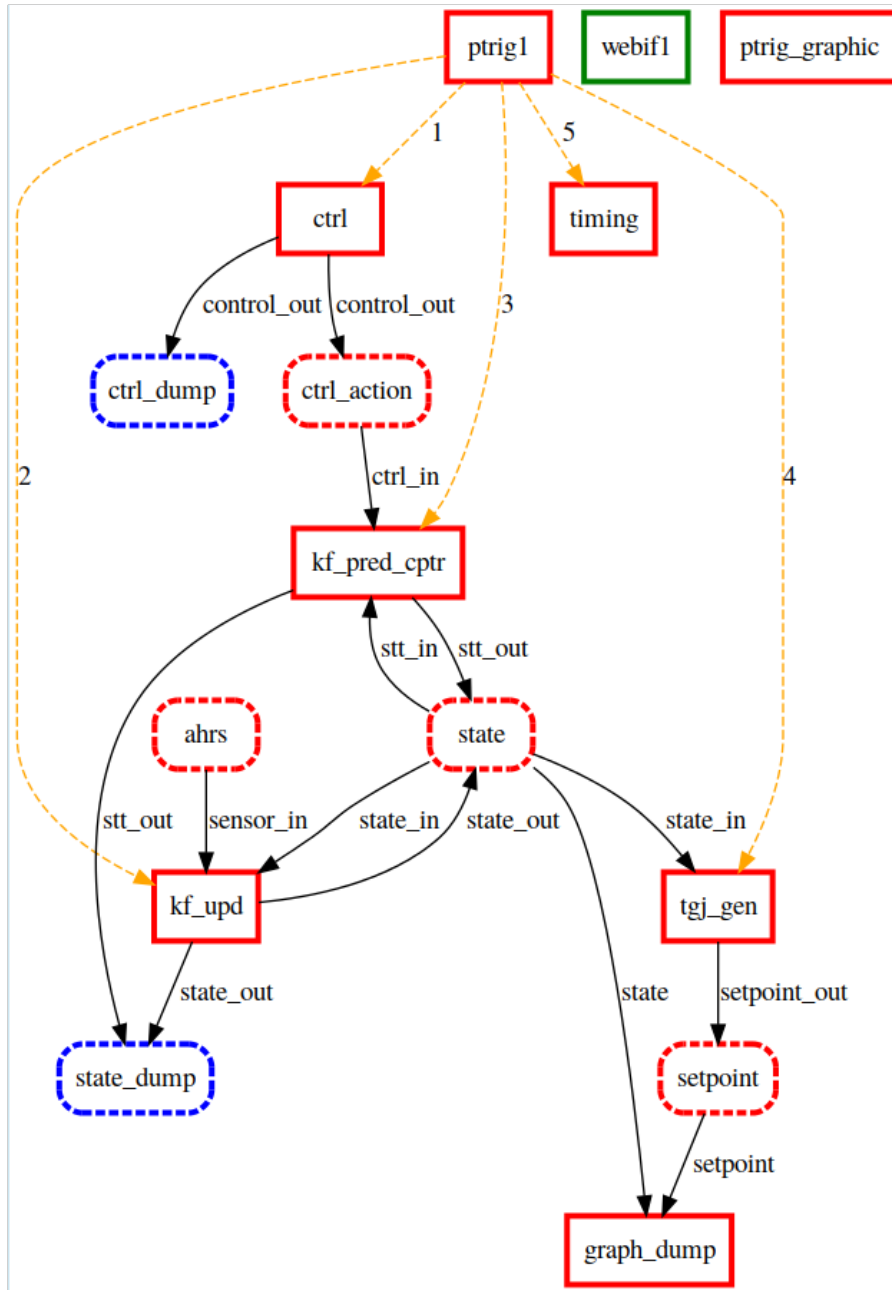 ptrig1
webif1
ptrig_graphic
1
5
ctrl
timing
control_out
control_out
3
ctrl_dump
ctrl_action
2
ctrl_in
4
kf_pred_cptr
stt_in
stt_out
ahrs
state
stt_out
sensor_in
state_in
state_out
state_in
kf_upd
tgj_gen
state_out
state
setpoint_out
state_dump
setpoint
setpoint
graph_dump